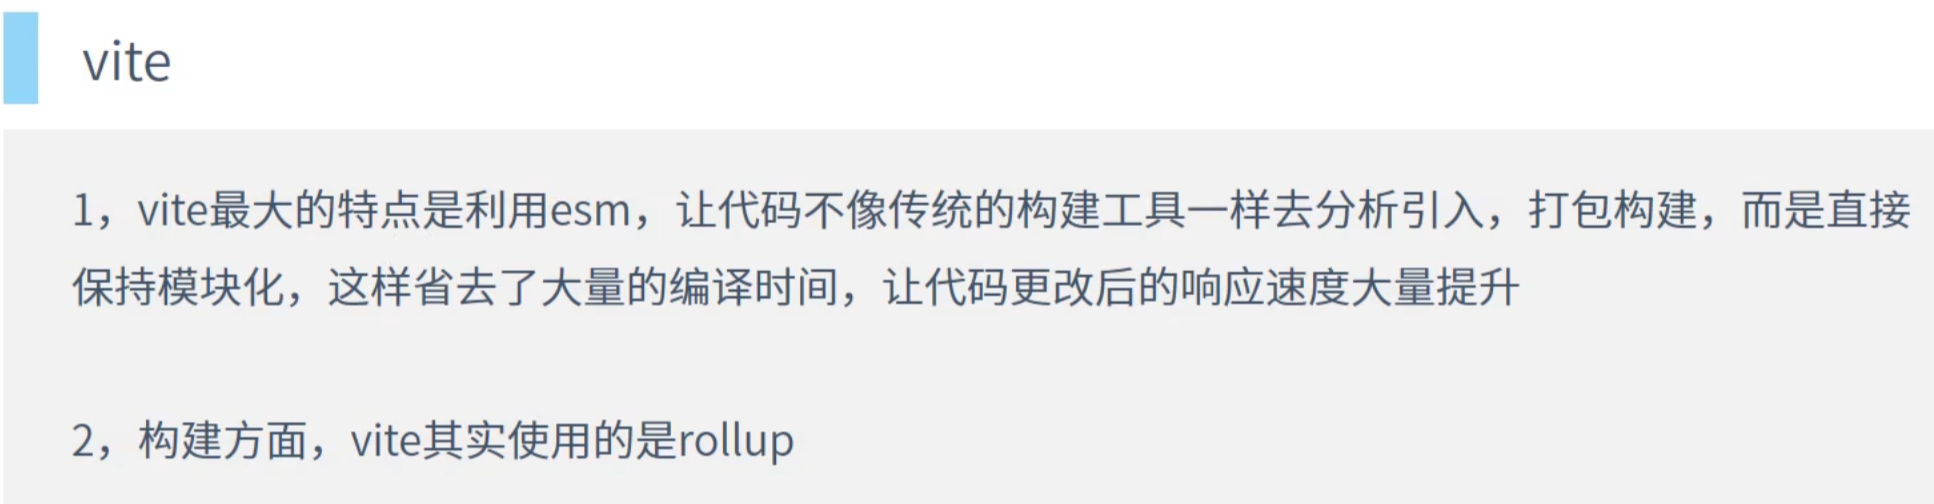 vite
1，vite最大的特点是利用esm，让代码不像传统的构建工具一样去分析引入，打包构建，而是直接
保持模块化，这样省去了大量的编译时间，让代码更改后的响应速度大量提升
2，构建方面，vite其实使用的是rollup